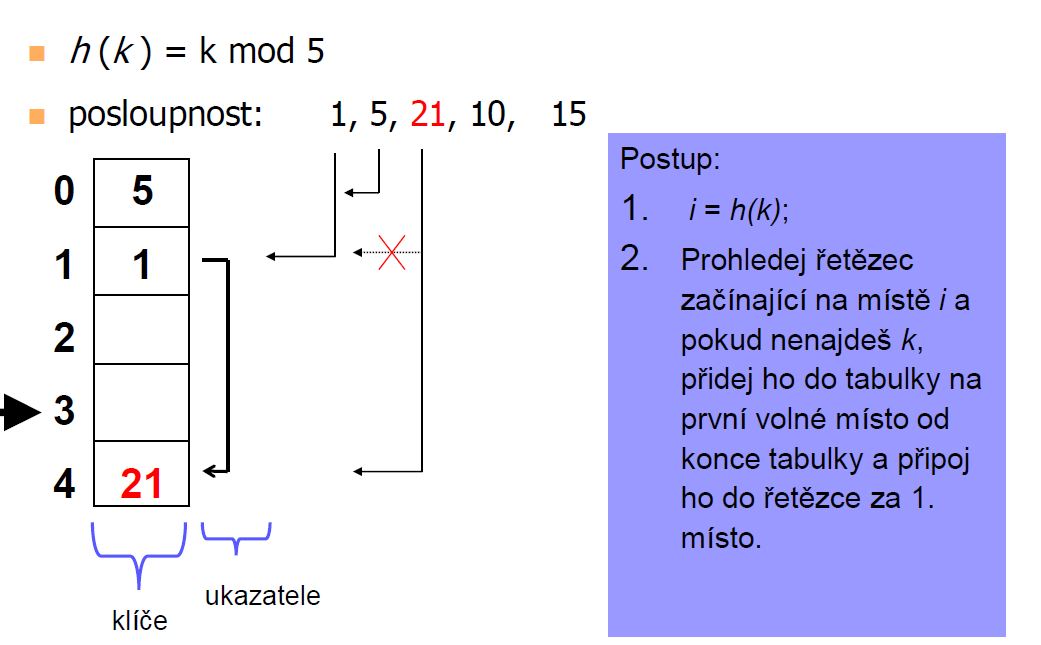 h (k ) = k mod 5
posloupnost: 1, 5, 21, 10, 15
0 5
1 1
2
3
4 21
klíče
ukazatele
Postup:
1. i = h(k);
2. Prohledej řetězec
začínající na místě i a
pokud nenajdeš k,
přidej ho do tabulky na
první volné místo od
konce tabulky a připoj
ho do řetězce za 1.
místo.